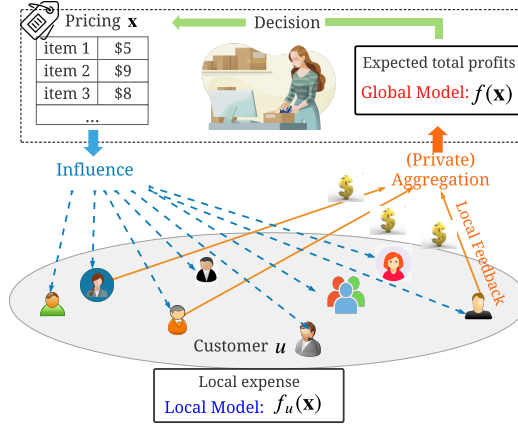 Pricing x
Decision
item 1 $5
item 2 $9
item 3 $8
...
Expected total profits
Global Model: f(x)
Influence
(Private)
Aggregation
$
$
$
Local Feedback
Customer u
Local expense
Local Model: f_u(x)